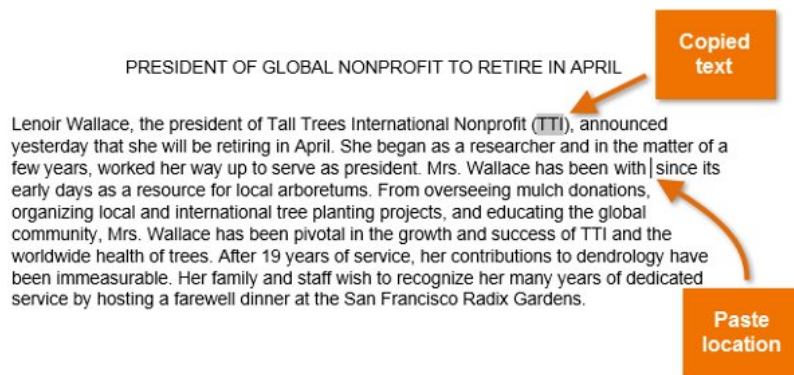 Copied
text
PRESIDENT OF GLOBAL NONPROFIT TO RETIRE IN APRIL
Lenoir Wallace, the president of Tall Trees International Nonprofit (TTI), announced
yesterday that she will be retiring in April. She began as a researcher and in the matter of a
few years, worked her way up to serve as president. Mrs. Wallace has been with since its
early days as a resource for local arboretums. From overseeing mulch donations,
organizing local and international tree planting projects, and educating the global
community, Mrs. Wallace has been pivotal in the growth and success of TTI and the
worldwide health of trees. After 19 years of service, her contributions to dendrology have
been immeasurable. Her family and staff wish to recognize her many years of dedicated
service by hosting a farewell dinner at the San Francisco Radix Gardens.
Paste
location